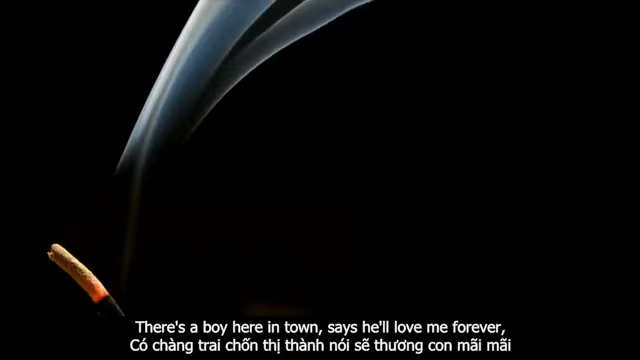 There's a boy here in town, says he'll love me forever,
Có chàng trai chốn thị thành nói sẽ thương con mãi mãi